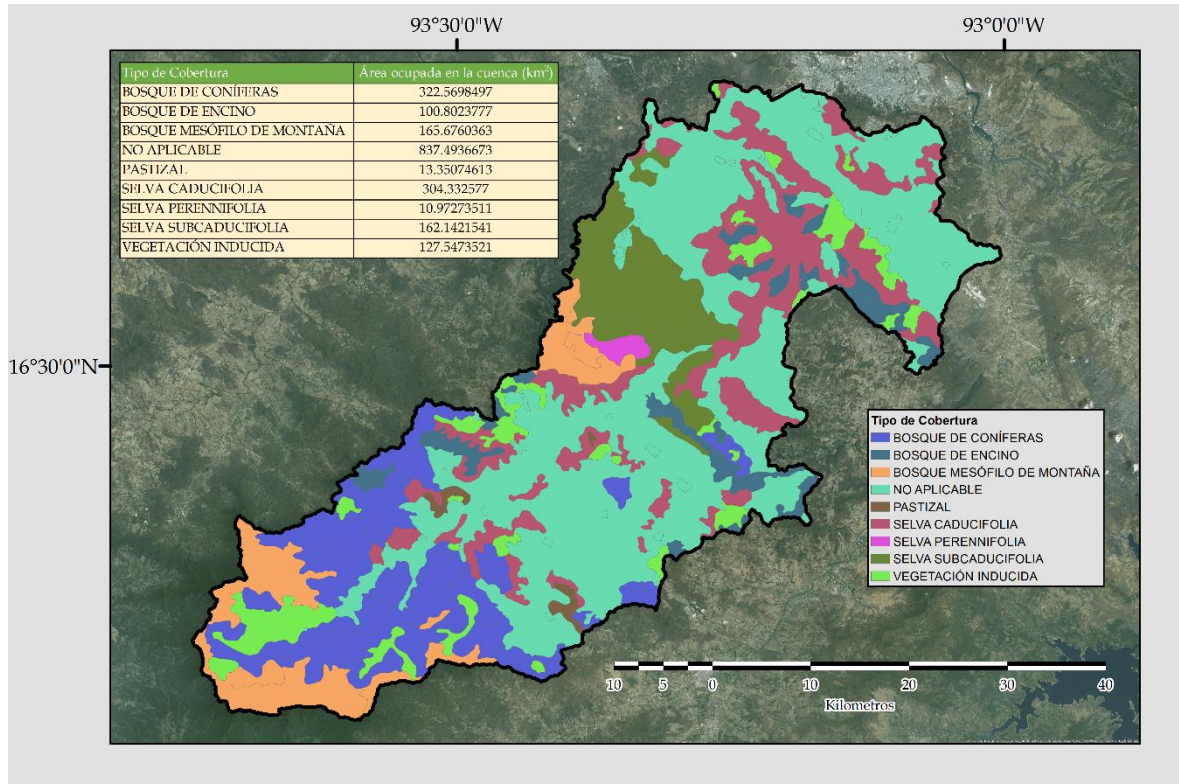 93°30'0"W
93°0'0"W
Tipo de Cobertura Área ocupada en la cuenca (km²)
BOSQUE DE CONÍFERAS 322.5698497
BOSQUE DE ENCINO 100.8023777
BOSQUE MESÓFILO DE MONTAÑA 165.6760363
NO APLICABLE 837.4936673
PASTIZAL 13.35074613
SELVA CADUCIFOLIA 304.332577
SELVA PERENNIFOLIA 10.97273511
SELVA SUBCADUCIFOLIA 162.1421541
VEGETACIÓN INDUCIDA 127.5473521
16°30'0"N
Tipo de Cobertura
BOSQUE DE CONÍFERAS
BOSQUE DE ENCINO
BOSQUE MESÓFILO DE MONTAÑA
NO APLICABLE
PASTIZAL
SELVA CADUCIFOLIA
SELVA PERENNIFOLIA
SELVA SUBCADUCIFOLIA
VEGETACIÓN INDUCIDA
10 5 0 10 20 30 40
Kilometros